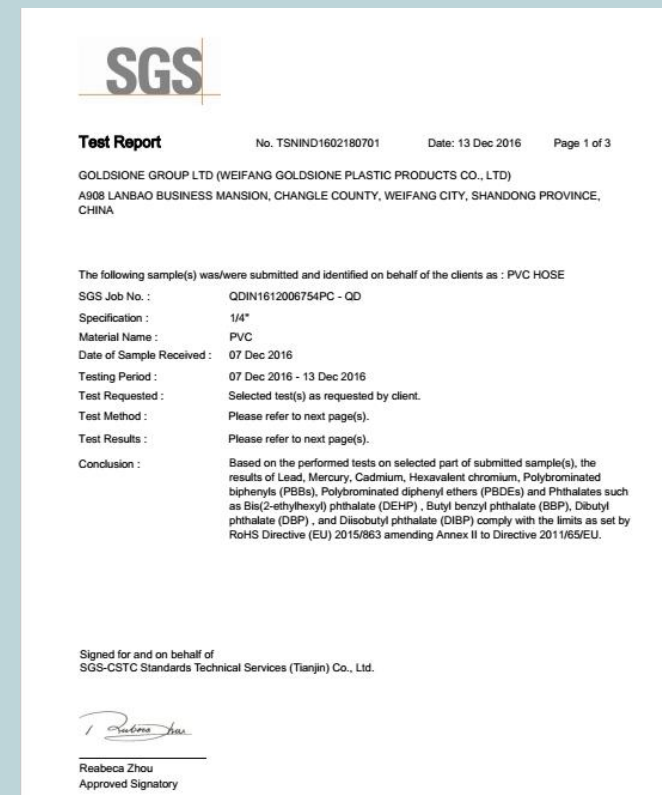 SGS
Test Report No. TSNIND1602180701 Date: 13 Dec 2016 Page 1 of 3
GOLDSIONE GROUP LTD (WEIFANG GOLDSIONE PLASTIC PRODUCTS CO., LTD)
A908 LANBAO BUSINESS MANSION, CHANGLE COUNTY, WEIFANG CITY, SHANDONG PROVINCE,
CHINA
The following sample(s) was/were submitted and identified on behalf of the clients as : PVC HOSE
SGS Job No. : QDIN1612006754PC - QD
Specification : 1/4"
Material Name : PVC
Date of Sample Received : 07 Dec 2016
Testing Period : 07 Dec 2016 - 13 Dec 2016
Test Requested : Selected test(s) as requested by client.
Test Method : Please refer to next page(s).
Test Results : Please refer to next page(s).
Conclusion : Based on the performed tests on selected part of submitted sample(s), the
results of Lead, Mercury, Cadmium, Hexavalent chromium, Polybrominated
biphenyls (PBBs), Polybrominated diphenyl ethers (PBDEs) and Phthalates such
as Bis(2-ethylhexyl) phthalate (DEHP) , Butyl benzyl phthalate (BBP), Dibutyl
phthalate (DBP) , and Diisobutyl phthalate (DIBP) comply with the limits as set by
RoHS Directive (EU) 2015/863 amending Annex II to Directive 2011/65/EU.
Signed for and on behalf of
SGS-CSTC Standards Technical Services (Tianjin) Co., Ltd.
Reabeca Zhou
Approved Signatory